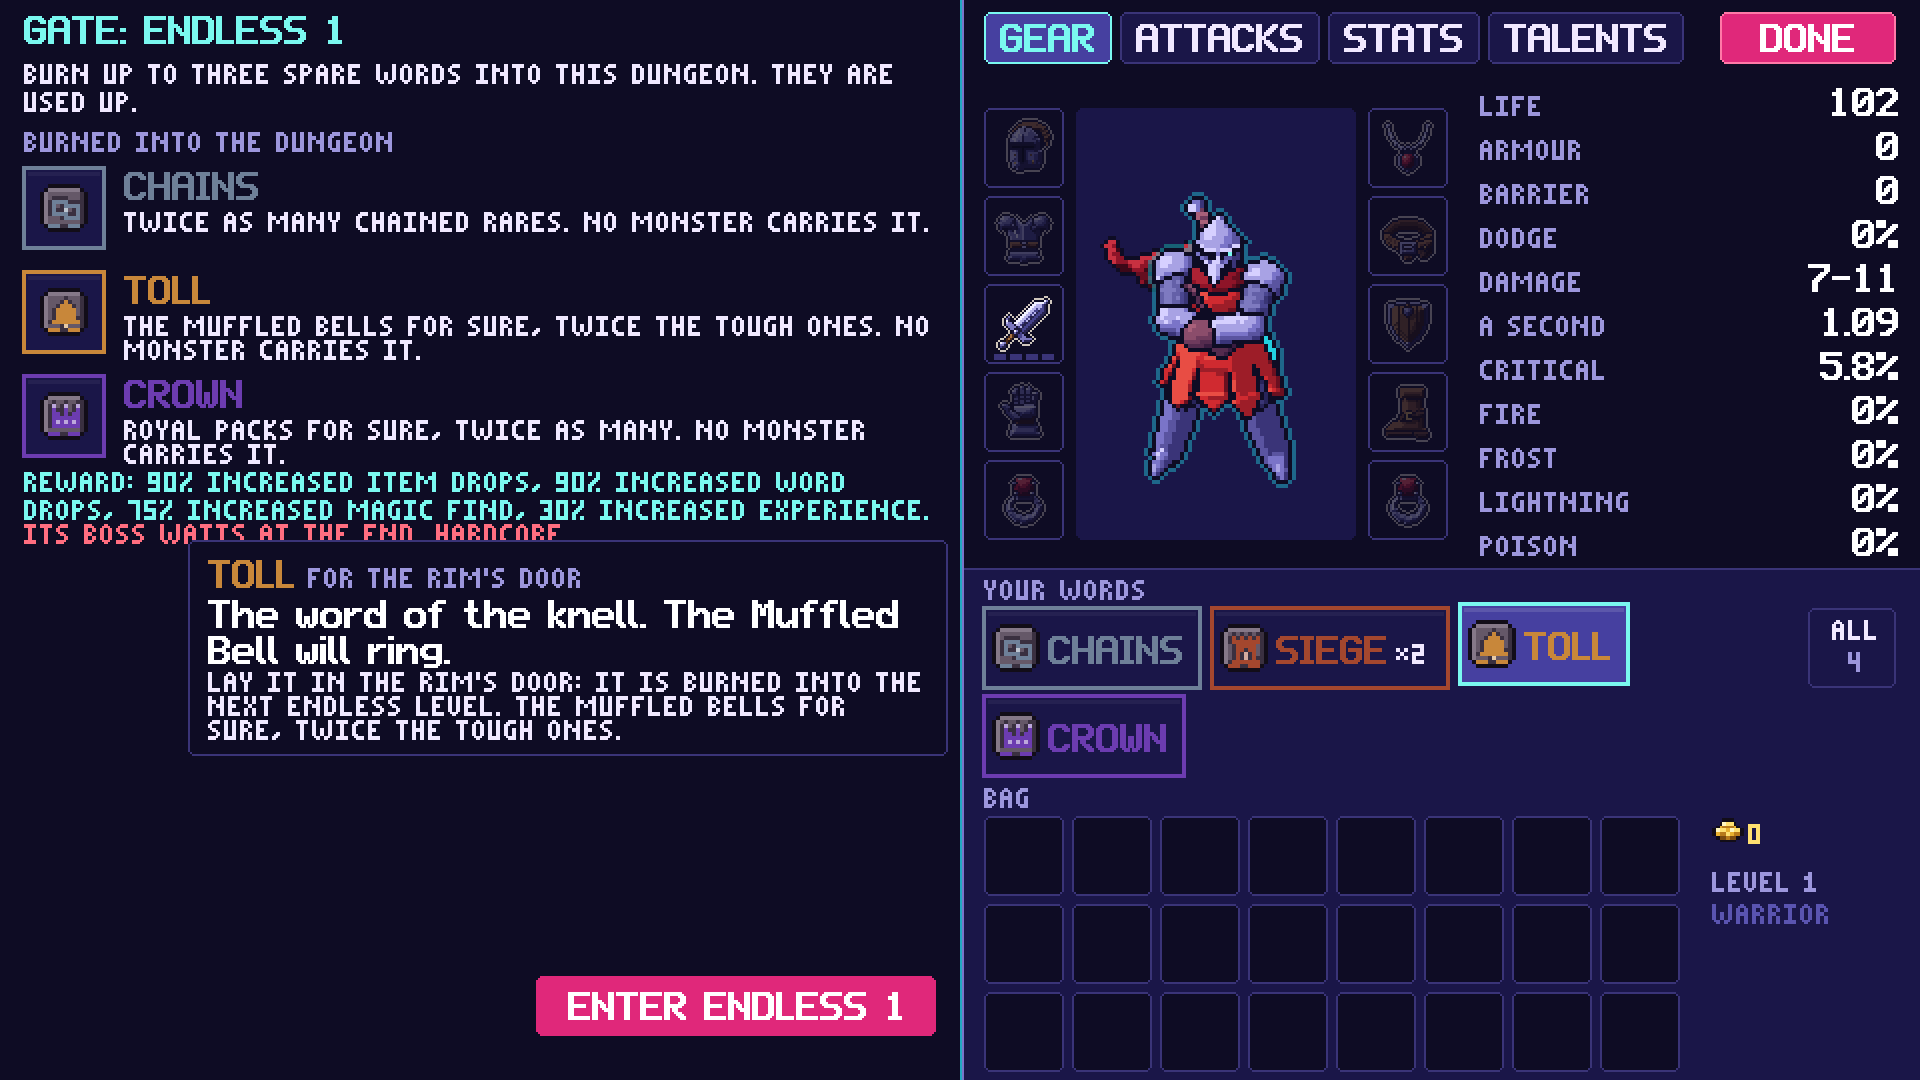 GATE: ENDLESS 1
BURN UP TO THREE SPARE WORDS INTO THIS DUNGEON. THEY ARE
USED UP.
BURNED INTO THE DUNGEON
CHAINS
TWICE AS MANY CHAINED RARES. NO MONSTER CARRIES IT.
TOLL
THE MUFFLED BELLS FOR SURE, TWICE THE TOUGH ONES. NO
MONSTER CARRIES IT.
CROWN
ROYAL PACKS FOR SURE, TWICE AS MANY. NO MONSTER
CARRIES IT.
REWARD: 90% INCREASED ITEM DROPS, 90% INCREASED WORD
DROPS, 75% INCREASED MAGIC FIND, 30% INCREASED EXPERIENCE.
ITS BOSS WAITS AT THE END. HARDCORE
TOLL FOR THE RIM'S DOOR
The word of the knell. The Muffled
Bell will ring.
LAY IT IN THE RIM'S DOOR: IT IS BURNED INTO THE
NEXT ENDLESS LEVEL. THE MUFFLED BELLS FOR
SURE, TWICE THE TOUGH ONES.
ENTER ENDLESS 1
GEAR ATTACKS STATS TALENTS DONE
LIFE 102
ARMOUR 0
BARRIER 0
DODGE 0%
DAMAGE 7-11
A SECOND 1.09
CRITICAL 5.8%
FIRE 0%
FROST 0%
LIGHTNING 0%
POISON 0%
YOUR WORDS
CHAINS SIEGE ×2 TOLL
ALL
4
CROWN
BAG
0
LEVEL 1
WARRIOR